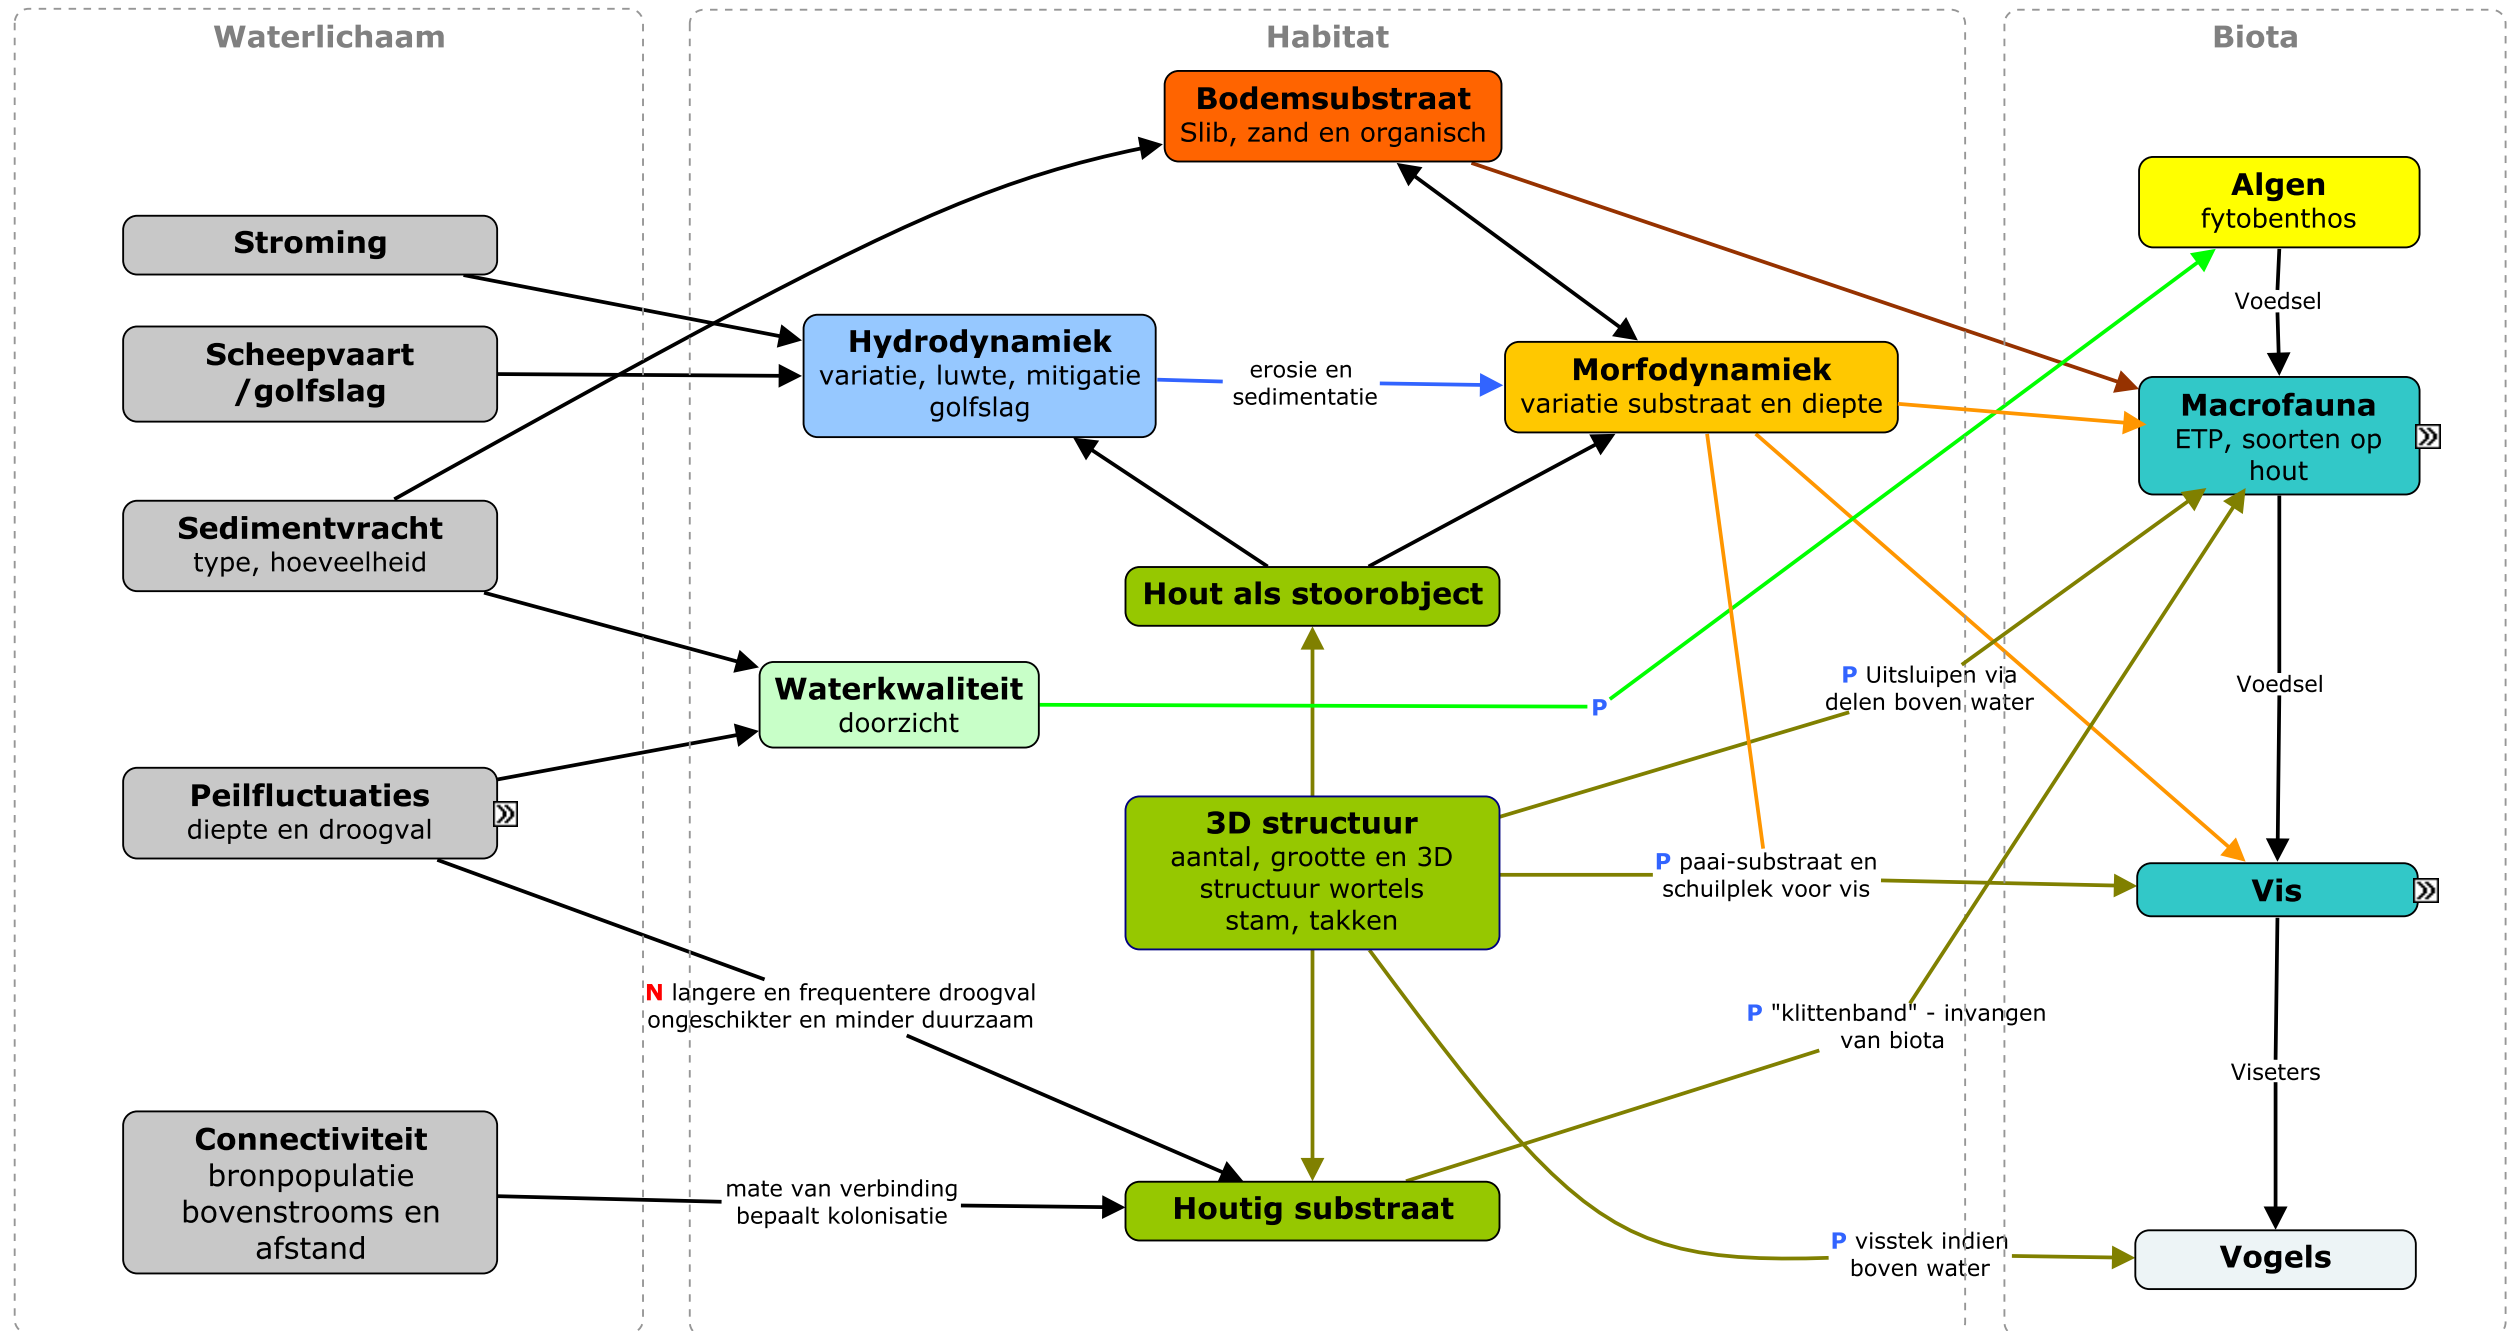 Waterlichaam
Habitat
Biota
Bodemsubstraat
Slib, zand en organisch
Algen
fytobenthos
Stroming
Voedsel
Scheepvaart
/golfslag
Hydrodynamiek
variatie, luwte, mitigatie
golfslag
erosie en
sedimentatie
Morfodynamiek
variatie substraat en diepte
Macrofauna
ETP, soorten op
hout
Sedimentvracht
type, hoeveelheid
Hout als stoorobject
Waterkwaliteit
doorzicht
P
P Uitsluipen via
delen boven water
Voedsel
Peilfluctuaties
diepte en droogval
3D structuur
aantal, grootte en 3D
structuur wortels
stam, takken
P paai-substraat en
schuilplek voor vis
Vis
N langere en frequentere droogval
ongeschikter en minder duurzaam
P "klittenband" - invangen
van biota
Viseters
Connectiviteit
bronpopulatie
bovenstrooms en
afstand
mate van verbinding
bepaalt kolonisatie
Houtig substraat
P visstek indien
boven water
Vogels